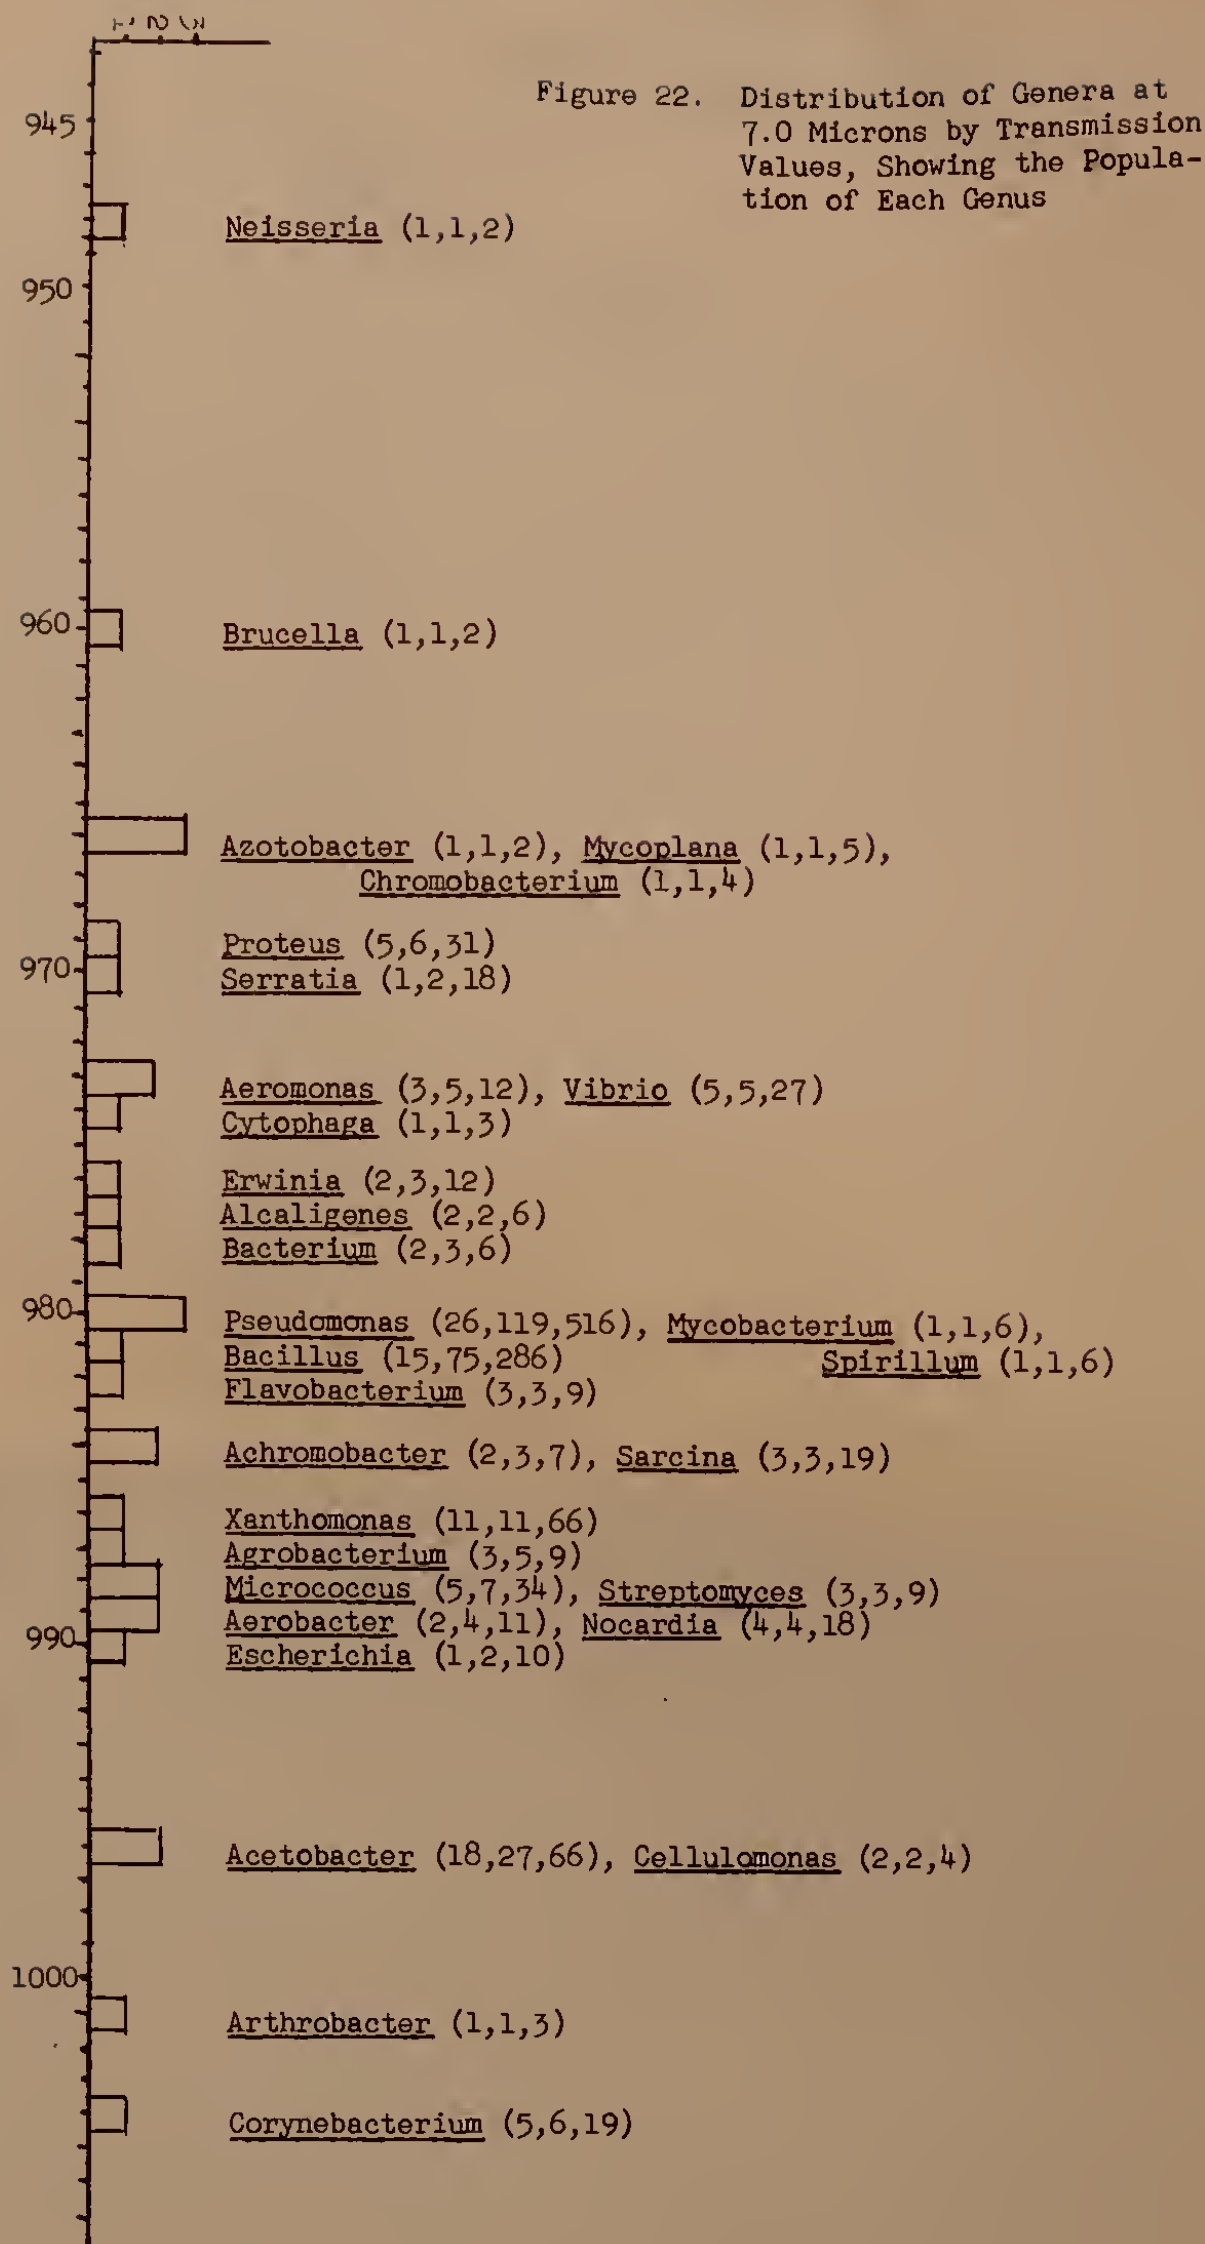 1 2 3
Figure 22. Distribution of Genera at
7.0 Microns by Transmission
Values, Showing the Popula-
tion of Each Genus
945
Neisseria (1,1,2)
950
960
Brucella (1,1,2)
Azotobacter (1,1,2), Mycoplana (1,1,5),
Chromobacterium (1,1,4)
Proteus (5,6,31)
970
Serratia (1,2,18)
Aeromonas (3,5,12), Vibrio (5,5,27)
Cytophaga (1,1,3)
Erwinia (2,3,12)
Alcaligenes (2,2,6)
Bacterium (2,3,6)
980
Pseudomonas (26,119,516), Mycobacterium (1,1,6),
Bacillus (15,75,286) Spirillum (1,1,6)
Flavobacterium (3,3,9)
Achromobacter (2,3,7), Sarcina (3,3,19)
Xanthomonas (11,11,66)
Agrobacterium (3,5,9)
Micrococcus (5,7,34), Streptomyces (3,3,9)
Aerobacter (2,4,11), Nocardia (4,4,18)
990
Escherichia (1,2,10)
Acetobacter (18,27,66), Cellulomonas (2,2,4)
1000
Arthrobacter (1,1,3)
Corynebacterium (5,6,19)